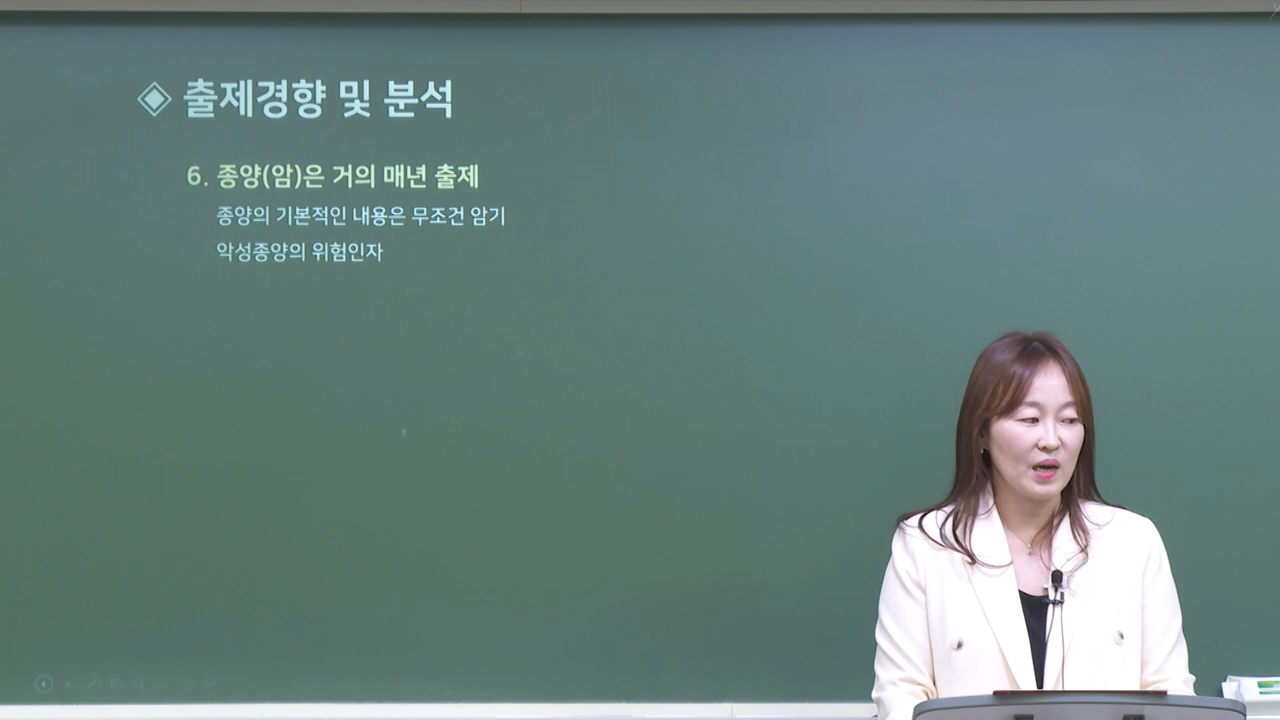 출제경향 및 분석
6. 종양(암)은 거의 매년 출제
종양의 기본적인 내용은 무조건 암기
악성종양의 위험인자